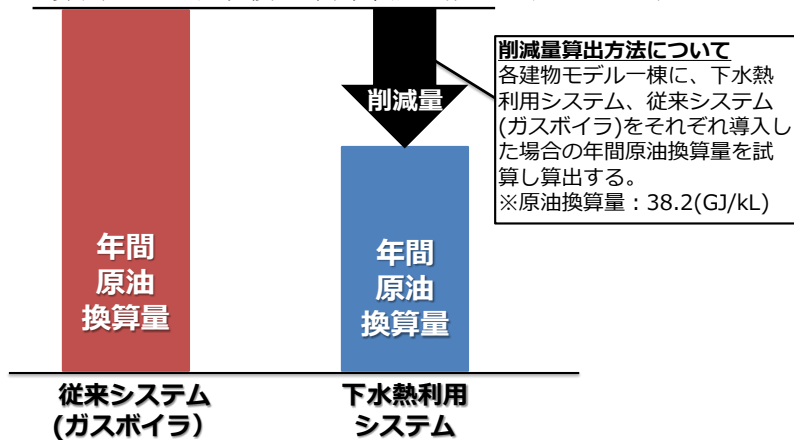 削減量算出方法について
各建物モデル一棟に、下水熱
利用システム、従来システム
(ガスボイラ)をそれぞれ導入し
た場合の年間原油換算量を試
算し算出する。
※原油換算量：38.2(GJ/kL)
削減量
年間
原油
換算量
年間
原油
換算量
従来システム
(ガスボイラ）
下水熱利用
システム